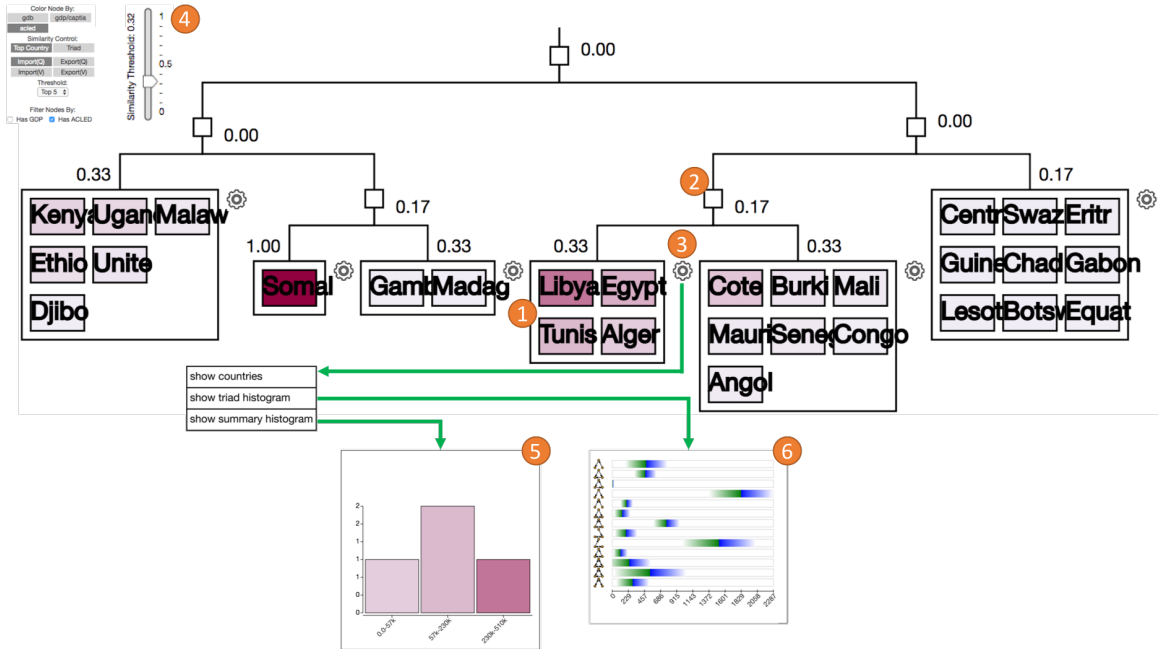 Color Node By:
gdb gdp/captia
acled
Similarity Control:
Top Country Triad
Import(Q) Export(Q)
Import(V) Export(V)
Threshold:
Top 5
Filter Nodes By:
Has GDP Has ACLED
Similarity Threshold: 0.32
1
0.5
0
4
0.00
0.00
0.00
0.33
0.17
2
0.17
0.17
Kenya Ugand Malaw
Ethio Unite
Djibo
1.00
Somal
0.33
Gamb Madag
0.33
3
Libya Egypt
1
Tunis Alger
0.33
Cote Burki Mali
Mauri Seneg Congo
Angol
Centr Swaz Eritr
Guine Chad Gabon
Lesot Botsw Equat
show countries
show triad histogram
show summary histogram
5
2
2
1
1
1
0
0
0.0-57k 57k-230k 230k-510k
6
0 229 457 686 915 1143 1372 1601 1829 2058 2287